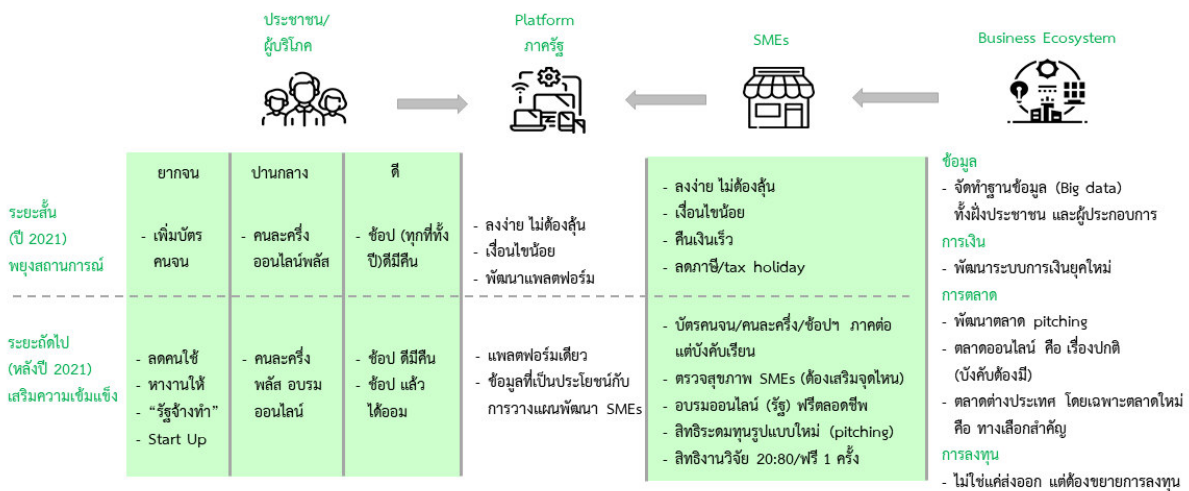 ประชาชน/
ผู้บริโภค
Platform
ภาครัฐ
SMEs
Business Ecosystem
ยากจน
ปานกลาง
ดี
ระยะสั้น
(ปี 2021)
พยุงสถานการณ์
- เพิ่มบัตร
คนจน
- คนละครึ่ง
ออนไลน์พลัส
- ช้อป (ทุกที่ทั้ง
ปี)ดีมีคืน
- ลงง่าย ไม่ต้องลุ้น
- เงื่อนไขน้อย
- พัฒนาแพลตฟอร์ม
- ลงง่าย ไม่ต้องลุ้น
- เงื่อนไขน้อย
- คืนเงินเร็ว
- ลดภาษี/tax holiday
ระยะถัดไป
(หลังปี 2021)
เสริมความเข้มแข็ง
- ลดคนใช้
- หางานให้
- “รัฐจ้างทำ”
- Start Up
- คนละครึ่ง
พลัส อบรม
ออนไลน์
- ช้อป ดีมีคืน
- ช้อป แล้ว
ได้ออม
- แพลตฟอร์มเดียว
- ข้อมูลที่เป็นประโยชน์กับ
การวางแผนพัฒนา SMEs
- บัตรคนจน/คนละครึ่ง/ช้อปฯ ภาคต่อ
แต่บังคับเรียน
- ตรวจสุขภาพ SMEs (ต้องเสริมจุดไหน)
- อบรมออนไลน์ (รัฐ) ฟรีตลอดชีพ
- สิทธิระดมทุนรูปแบบใหม่ (pitching)
- สิทธิงานวิจัย 20:80/ฟรี 1 ครั้ง
ข้อมูล
- จัดทำฐานข้อมูล (Big data)
ทั้งฝั่งประชาชน และผู้ประกอบการ
การเงิน
- พัฒนาระบบการเงินยุคใหม่
การตลาด
- พัฒนาตลาด pitching
- ตลาดออนไลน์ คือ เรื่องปกติ
(บังคับต้องมี)
- ตลาดต่างประเทศ โดยเฉพาะตลาดใหม่
คือ ทางเลือกสำคัญ
การลงทุน
- ไม่ใช่แค่ส่งออก แต่ต้องขยายการลงทุน